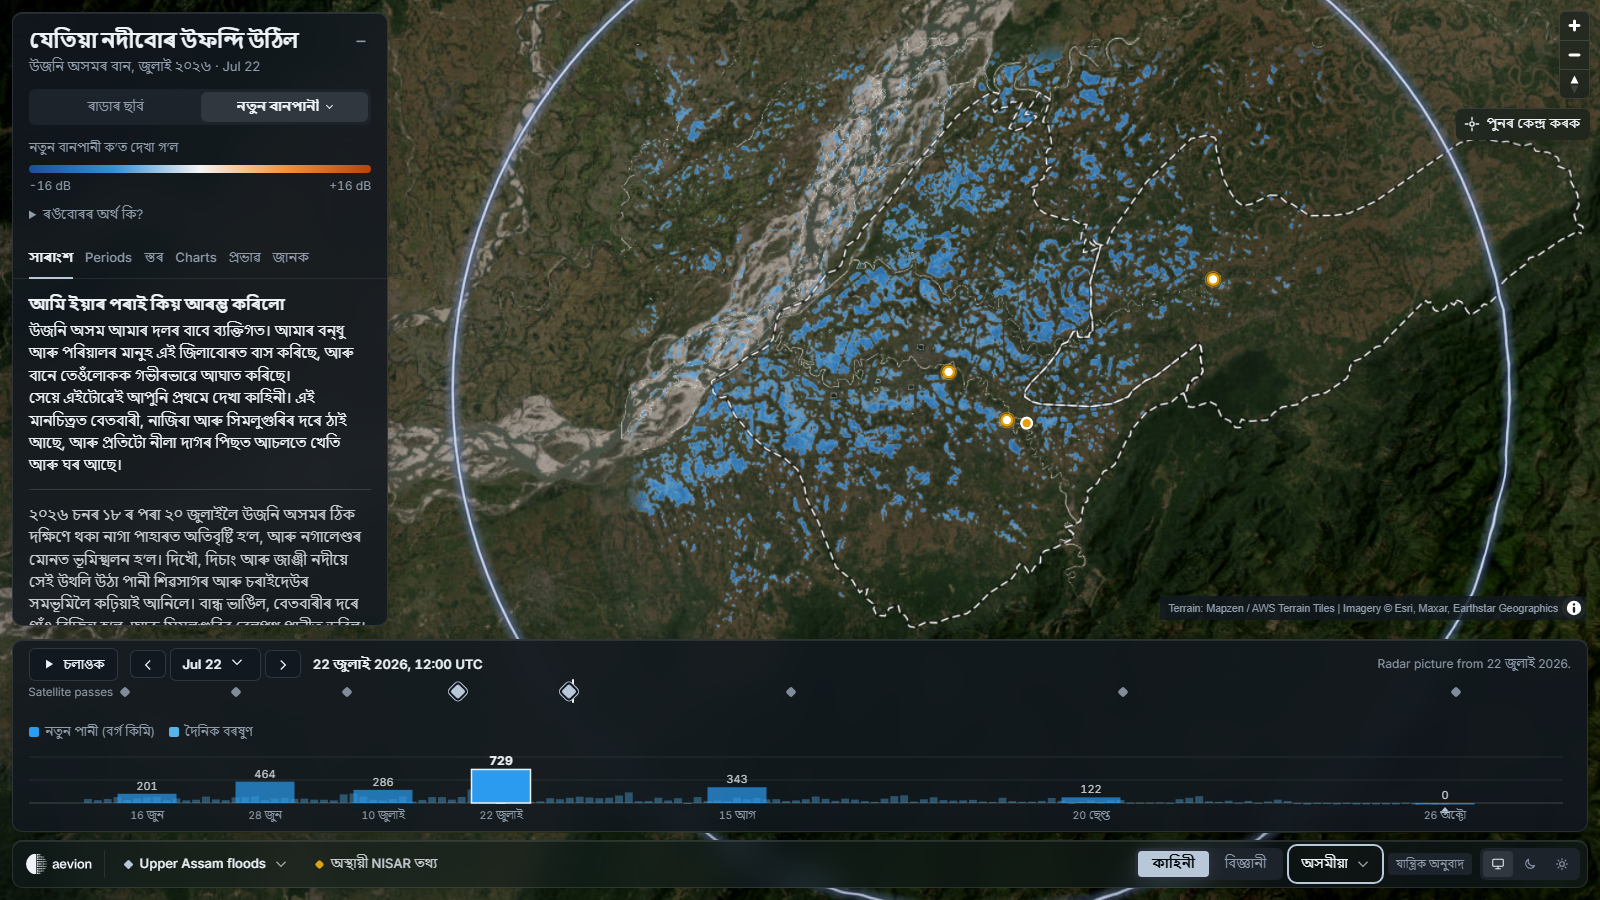 যেতিয়া নদীবোৰ উফন্দি উঠিল
উজনি অসমৰ বান, জুলাই ২০২৬ · Jul 22
ৰাডাৰ ছবি
নতুন বানপানী
নতুন বানপানী ক'ত দেখা গ'ল
-16 dB
+16 dB
ৰঙবোৰৰ অৰ্থ কি?
সাৰাংশ Periods স্তৰ Charts প্ৰভাৱ জানক
আমি ইয়াৰ পৰাই কিয় আৰম্ভ কৰিলো
উজনি অসম আমাৰ দলৰ বাবে ব্যক্তিগত। আমাৰ বন্ধু
আৰু পৰিয়ালৰ মানুহ এই জিলাবোৰত বাস কৰিছে, আৰু
বানে তেওঁলোকক গভীৰভাৱে আঘাত কৰিছে।
সেয়ে এইটোৱেই আপুনি প্ৰথমে দেখা কাহিনী। এই
মানচিত্ৰত বেতবাৰী, নাজিৰা আৰু সিমলুগুৰিৰ দৰে ঠাই
আছে, আৰু প্ৰতিটো নীলা দাগৰ পিছত আচলতে খেতি
আৰু ঘৰ আছে।
২০২৬ চনৰ ১৮ ৰ পৰা ২০ জুলাইলৈ উজনি অসমৰ ঠিক
দক্ষিণে থকা নাগা পাহাৰত অতিবৃষ্টি হ'ল, আৰু নগালেণ্ডৰ
মোনত ভূমিস্খলন হ'ল। দিখৌ, দিচাং আৰু জাঞ্জী নদীয়ে
সেই উথলি উঠা পানী শিৱসাগৰ আৰু চৰাইদেউৰ
সমভূমিলৈ কঢ়িয়াই আনিলে। বান্ধ ভাঙিল, বেতবাৰীৰ দৰে
পুনৰ কেন্দ্ৰ কৰক
Terrain: Mapzen / AWS Terrain Tiles | Imagery © Esri, Maxar, Earthstar Geographics
চলাওক
Jul 22
22 জুলাই 2026, 12:00 UTC
Radar picture from 22 জুলাই 2026.
Satellite passes
নতুন পানী (বৰ্গ কিমি)
দৈনিক বৰষুণ
201 464 286 729 343 122 0
16 জুন 28 জুন 10 জুলাই 22 জুলাই 15 আগ 20 ছেপ্ত 26 অক্টো
aevion
Upper Assam floods
অস্থায়ী NISAR তথ্য
কাহিনী
বিজ্ঞানী
অসমীয়া
যান্ত্ৰিক অনুবাদ